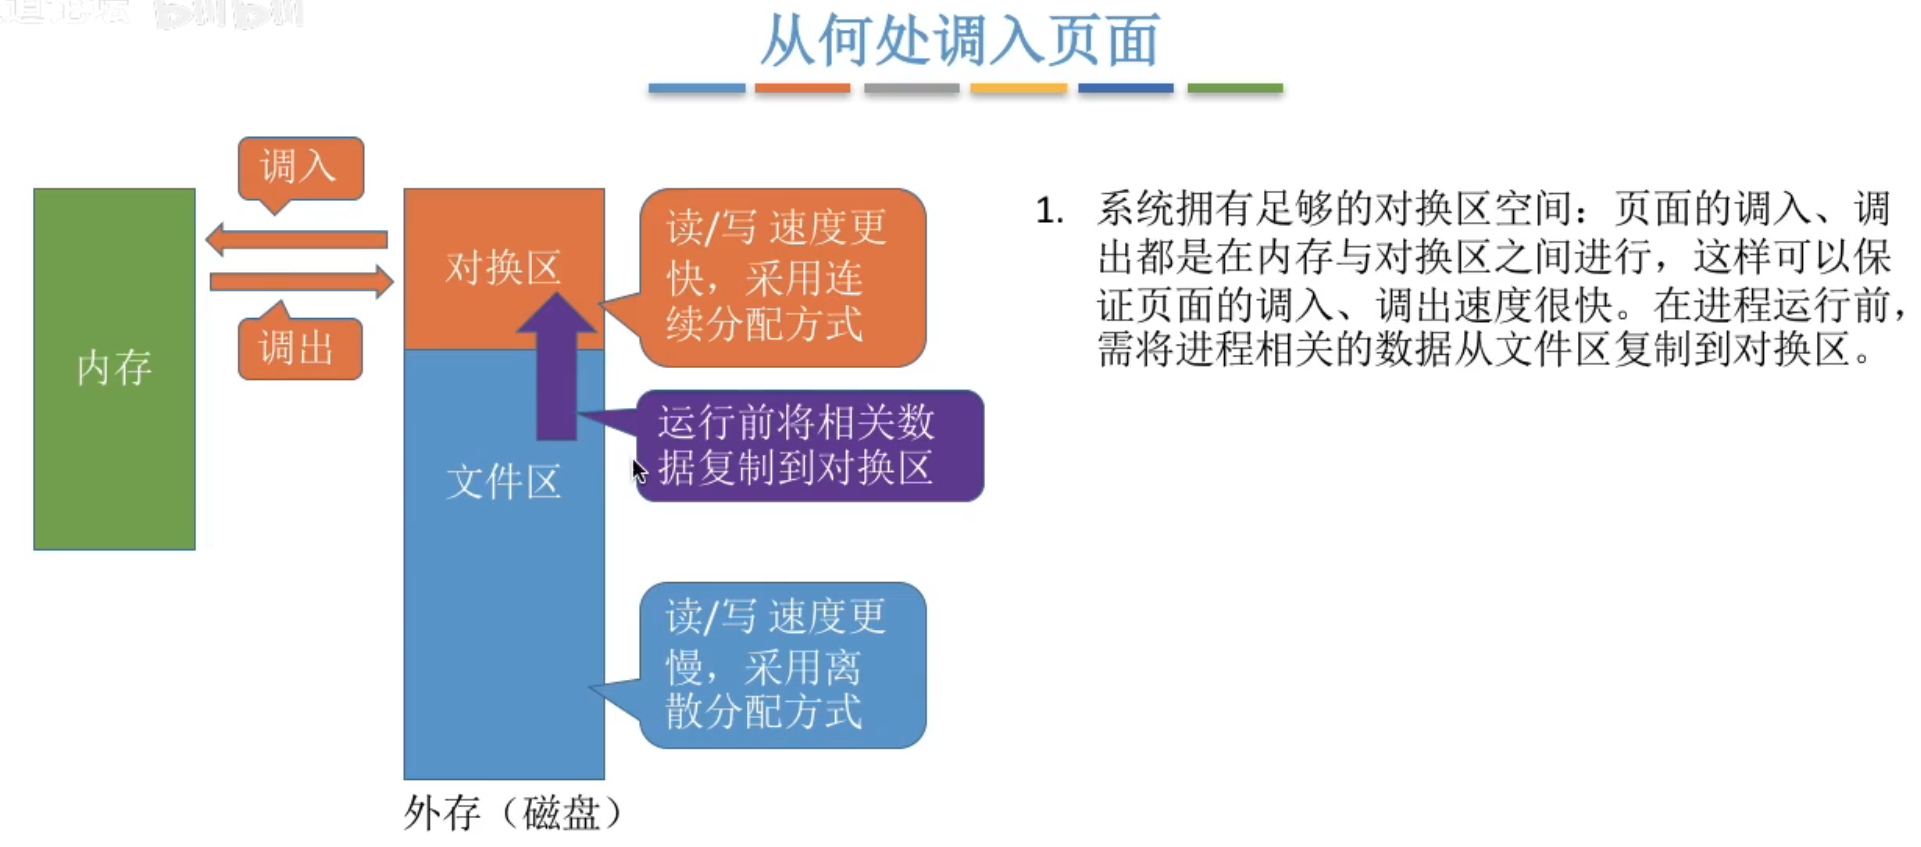 从何处调入页面
调入
调出
内存
对换区
文件区
外存（磁盘）
读/写 速度更
快，采用连
续分配方式
运行前将相关数
据复制到对换区
读/写 速度更
慢，采用离
散分配方式
1. 系统拥有足够的对换区空间：页面的调入、调
出都是在内存与对换区之间进行，这样可以保
证页面的调入、调出速度很快。在进程运行前，
需将进程相关的数据从文件区复制到对换区。